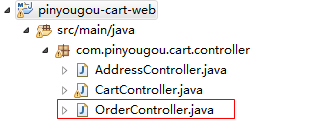 pinyougou-cart-web
src/main/java
com.pinyougou.cart.controller
AddressController.java
CartController.java
OrderController.java